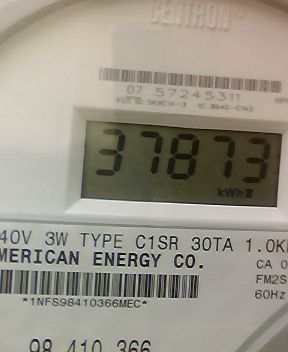 CENTRON®
07 57245311
37873
kWh
40V 3W TYPE C1SR 30TA 1.0K
MERICAN ENERGY CO.
CA 0
FM2S
60Hz
*1NFS98410366MEC*
98 410 366